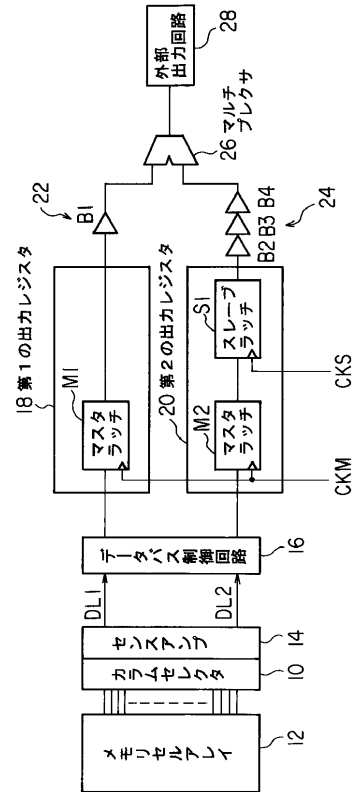 メモリセルアレイ
12
カラムセレクタ
10
センスアンプ
14
DL1
DL2
データバス制御回路
16
18 第1の出力レジスタ
M1
マスタ
ラッチ
20 第2の出力レジスタ
M2
マスタ
ラッチ
S1
スレーブ
ラッチ
CKM
CKS
22
B1
B2 B3 B4
24
26
マルチ
プレクサ
外部
出力回路
28